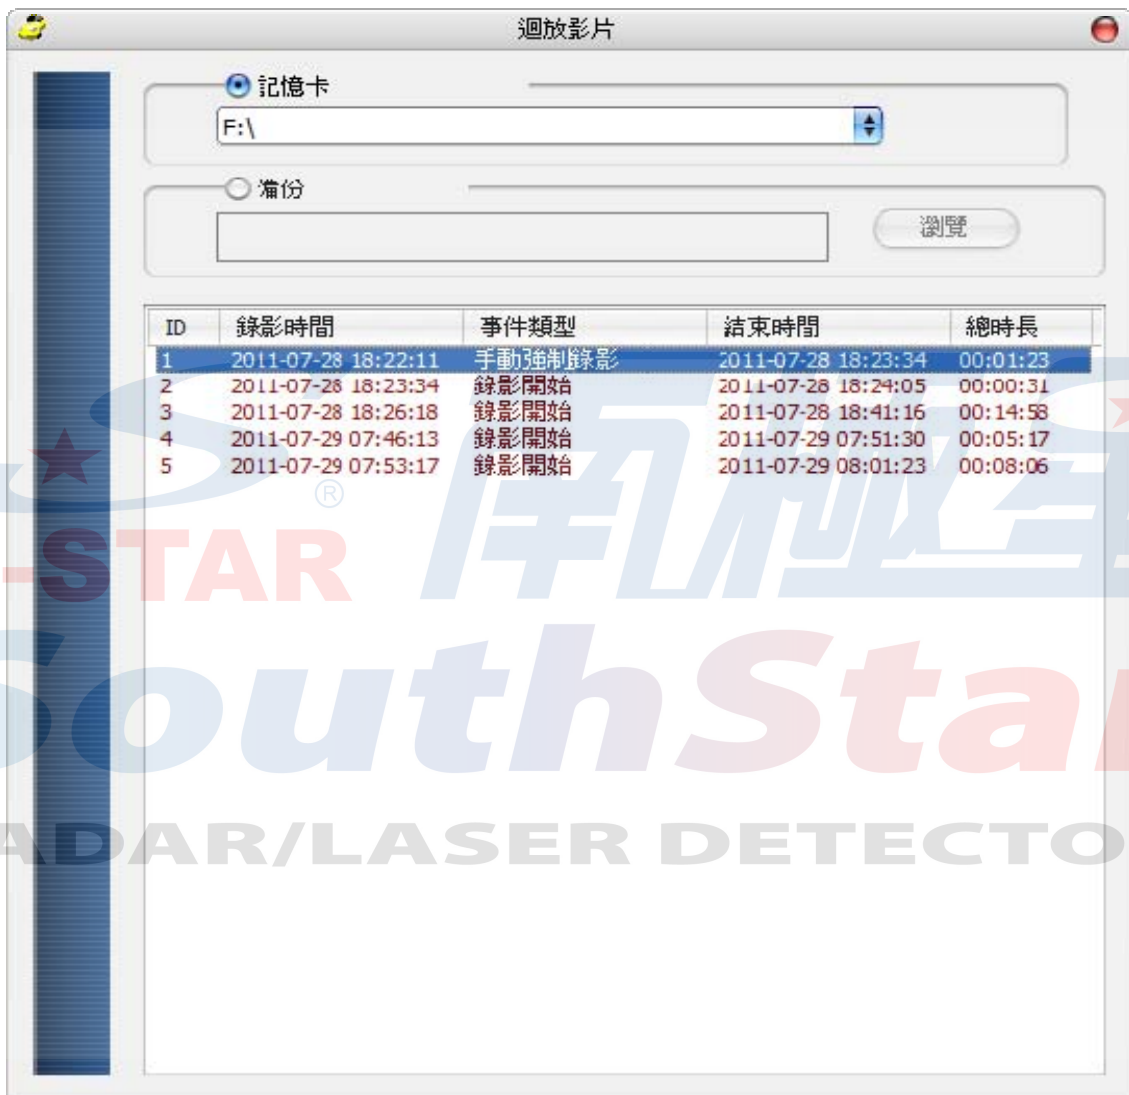 迴放影片
記憶卡
F:\
備份
瀏覽
ID 錄影時間 事件類型 結束時間 總時長
1 2011-07-28 18:22:11 手動強制錄影 2011-07-28 18:23:34 00:01:23
2 2011-07-28 18:23:34 錄影開始 2011-07-28 18:24:05 00:00:31
3 2011-07-28 18:26:18 錄影開始 2011-07-28 18:41:16 00:14:58
4 2011-07-29 07:46:13 錄影開始 2011-07-29 07:51:30 00:05:17
5 2011-07-29 07:53:17 錄影開始 2011-07-29 08:01:23 00:08:06
S 南極星
®
-STAR
SouthStar
ADAR/LASER DETECTO